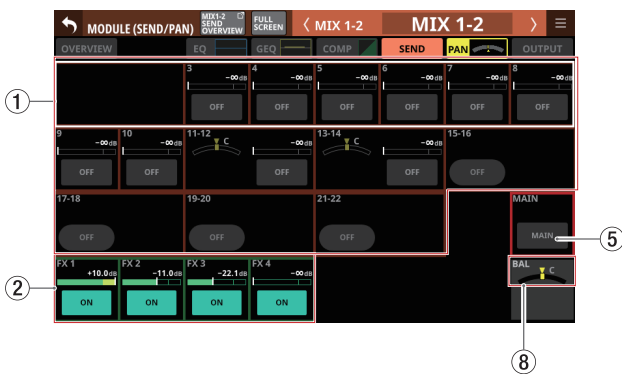 MODULE (SEND/PAN)
MIX1-2
SEND
OVERVIEW
FULL
SCREEN
MIX 1-2
MIX 1-2
OVERVIEW
EQ
GEQ
COMP
SEND
PAN
OUTPUT
1
3 4 5 6 7 8
-∞dB -∞dB -∞dB -∞dB -∞dB -∞dB
OFF OFF OFF OFF OFF OFF
9 10 11-12 13-14 15-16
-∞dB -∞dB C -∞dB C -∞dB
OFF OFF OFF OFF OFF
17-18 19-20 21-22 MAIN
OFF OFF OFF MAIN
5
FX 1 FX 2 FX 3 FX 4 BAL
+10.0dB -11.0dB -22.1dB -∞dB C
2
ON ON ON ON
8